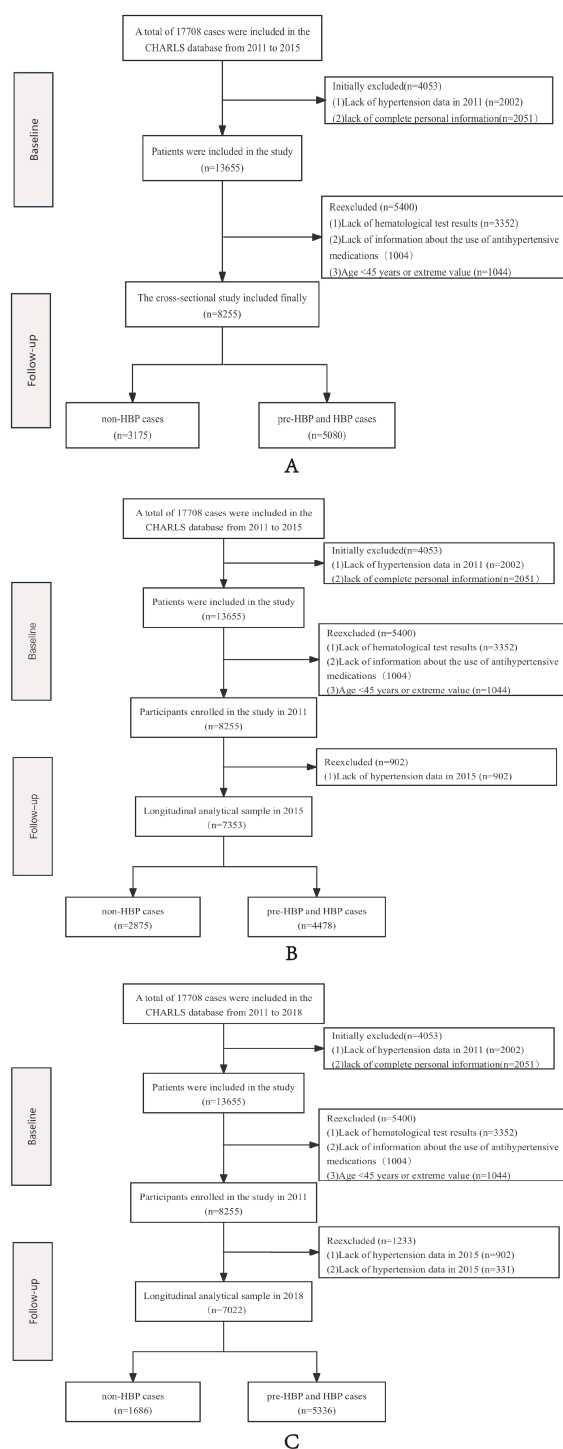 A total of 17708 cases were included in the
CHARLS database from 2011 to 2015
Initially excluded(n=4053)
(1)Lack of hypertension data in 2011 (n=2002)
(2)lack of complete personal information(n=2051）
Baseline
Patients were included in the study
(n=13655)
Reexcluded (n=5400)
(1)Lack of hematological test results (n=3352)
(2)Lack of information about the use of antihypertensive
medications（1004）
(3)Age <45 years or extreme value (n=1044)
The cross-sectional study included finally
(n=8255)
Follow-up
non-HBP cases
(n=3175)
pre-HBP and HBP cases
(n=5080)
A
A total of 17708 cases were included in the
CHARLS database from 2011 to 2015
Initially excluded(n=4053)
(1)Lack of hypertension data in 2011 (n=2002)
(2)lack of complete personal information(n=2051）
Baseline
Patients were included in the study
(n=13655)
Reexcluded (n=5400)
(1)Lack of hematological test results (n=3352)
(2)Lack of information about the use of antihypertensive
medications（1004）
(3)Age <45 years or extreme value (n=1044)
Participants enrolled in the study in 2011
(n=8255)
Reexcluded (n=902)
(1)Lack of hypertension data in 2015 (n=902)
Follow-up
Longitudinal analytical sample in 2015
（n=7353)
non-HBP cases
(n=2875)
pre-HBP and HBP cases
(n=4478)
B
A total of 17708 cases were included in the
CHARLS database from 2011 to 2018
Initially excluded(n=4053)
(1)Lack of hypertension data in 2011 (n=2002)
(2)lack of complete personal information(n=2051）
Baseline
Patients were included in the study
(n=13655)
Reexcluded (n=5400)
(1)Lack of hematological test results (n=3352)
(2)Lack of information about the use of antihypertensive
medications（1004）
(3)Age <45 years or extreme value (n=1044)
Participants enrolled in the study in 2011
(n=8255)
Reexcluded (n=1233)
(1)Lack of hypertension data in 2015 (n=902)
(2)Lack of hypertension data in 2015 (n=331)
Follow-up
Longitudinal analytical sample in 2018
（n=7022)
non-HBP cases
(n=1686)
pre-HBP and HBP cases
(n=5336)
C